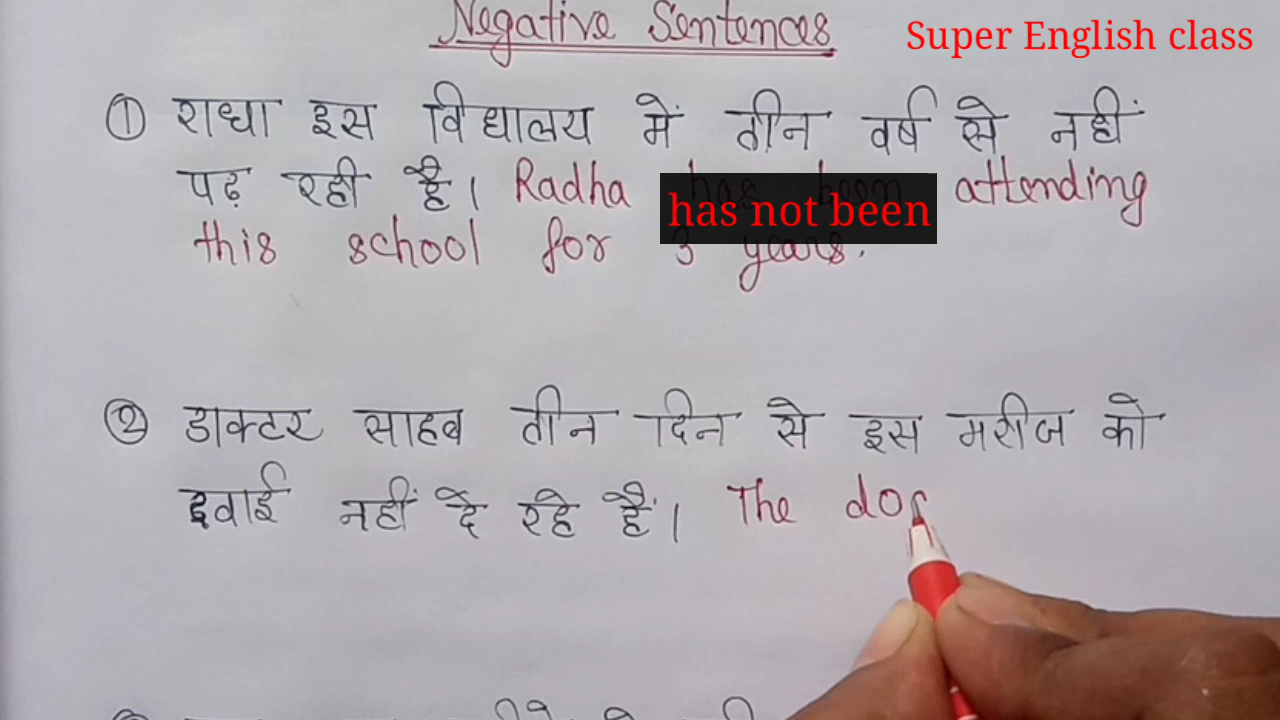 Negative Sentences
Super English class
① राधा इस विद्यालय में तीन वर्ष से नहीं
पढ़ रही है। Radha has not been attending
this school for 3 years.
② डाक्टर साहब तीन दिन से इस मरीज को
दवाई नहीं दे रहे हैं। The doc